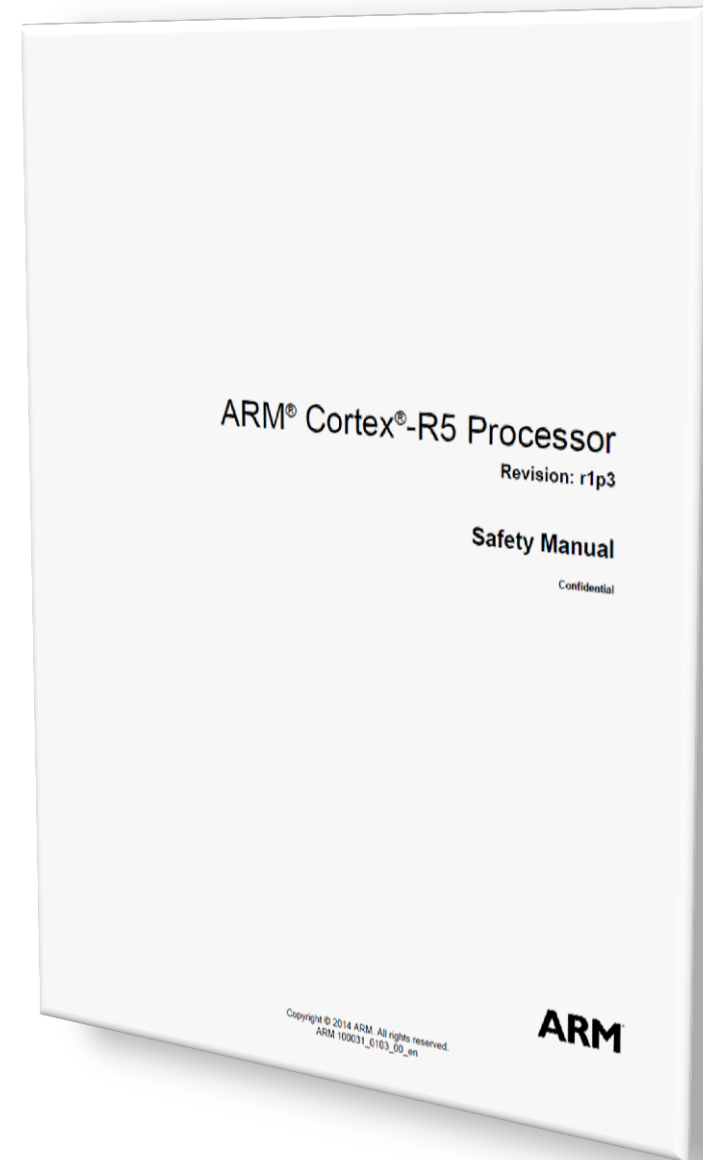 ARM® Cortex®-R5 Processor
Revision: r1p3
Safety Manual
Confidential
Copyright © 2014 ARM. All rights reserved.
ARM 100031_0103_00_en
ARM